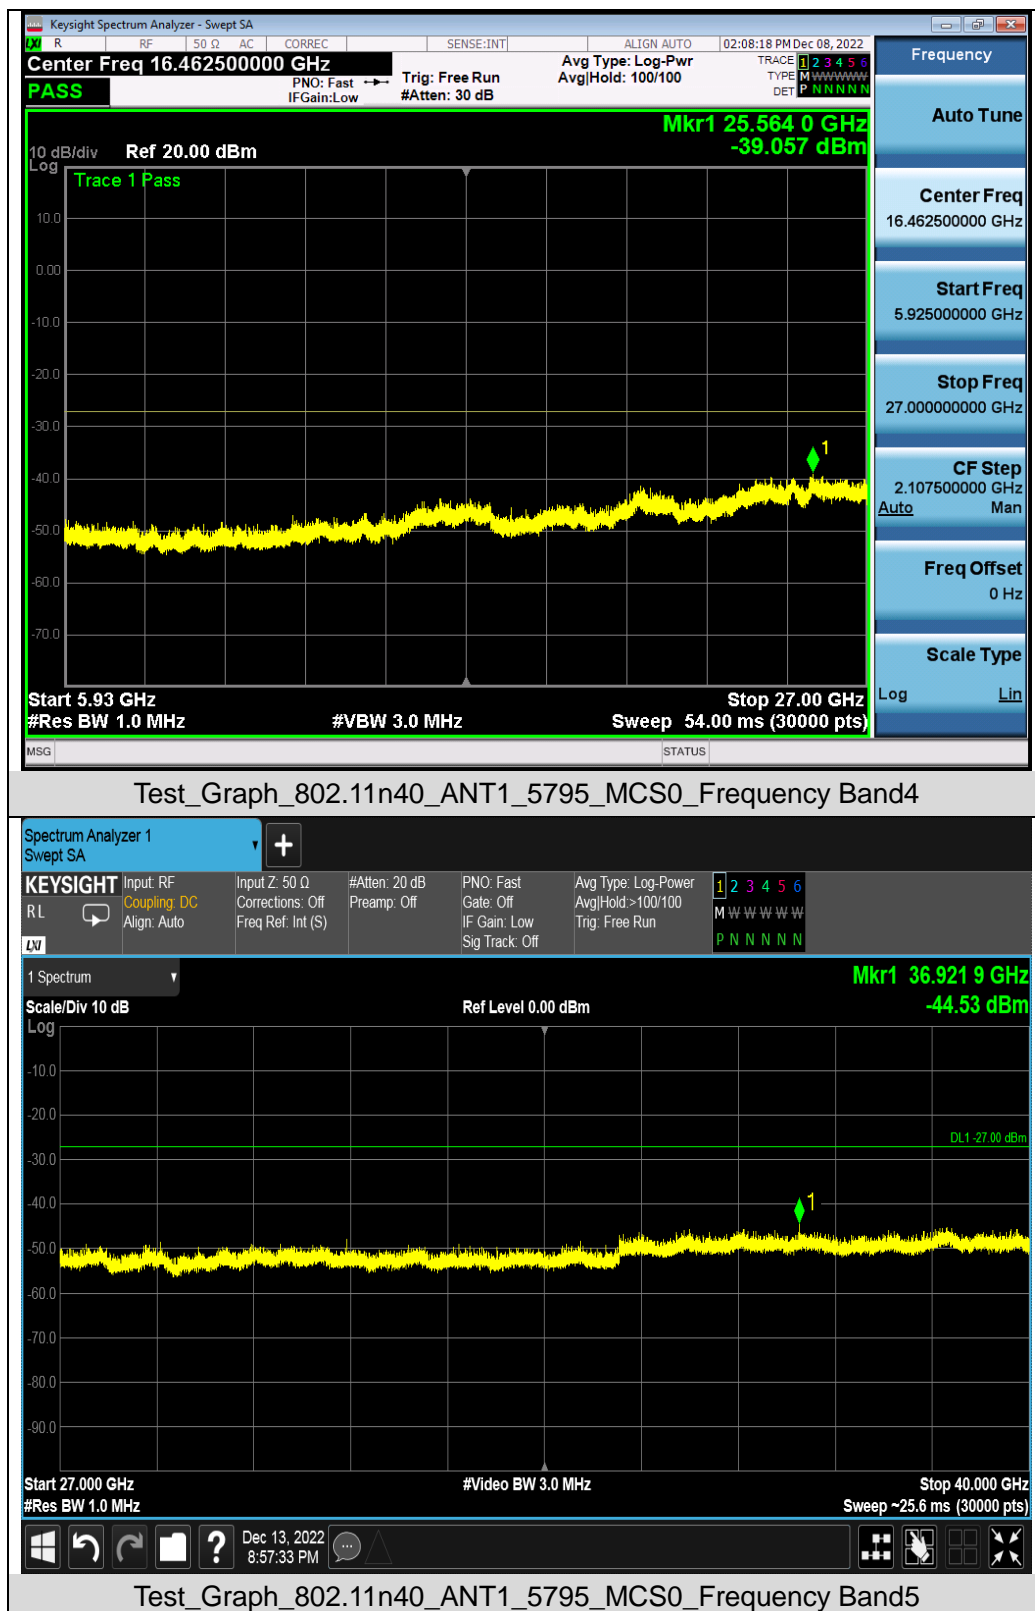 Keysight Spectrum Analyzer - Swept SA
LXI R RF 50 Ω AC CORREC SENSE:INT ALIGN AUTO 02:08:18 PM Dec 08, 2022
Center Freq 16.462500000 GHz
PASS
PNO: Fast
IFGain:Low
Trig: Free Run
#Atten: 30 dB
Avg Type: Log-Pwr
Avg|Hold: 100/100
TRACE 1 2 3 4 5 6
TYPE M W W W W W
DET P N N N N N
Frequency
Mkr1 25.564 0 GHz
-39.057 dBm
10 dB/div Ref 20.00 dBm
Log
Trace 1 Pass
10.0
0.00
-10.0
-20.0
-30.0
-40.0
-50.0
-60.0
-70.0
1
Start 5.93 GHz Stop 27.00 GHz
#Res BW 1.0 MHz #VBW 3.0 MHz Sweep 54.00 ms (30000 pts)
MSG STATUS
Auto Tune
Center Freq
16.462500000 GHz
Start Freq
5.925000000 GHz
Stop Freq
27.000000000 GHz
CF Step
2.107500000 GHz
Auto Man
Freq Offset
0 Hz
Scale Type
Log Lin
Test_Graph_802.11n40_ANT1_5795_MCS0_Frequency Band4
Spectrum Analyzer 1
Swept SA
+
KEYSIGHT
R L
LXI
Input: RF
Coupling: DC
Align: Auto
Input Z: 50 Ω
Corrections: Off
Freq Ref: Int (S)
#Atten: 20 dB
Preamp: Off
PNO: Fast
Gate: Off
IF Gain: Low
Sig Track: Off
Avg Type: Log-Power
Avg|Hold:>100/100
Trig: Free Run
1 2 3 4 5 6
M W W W W W
P N N N N N
1 Spectrum
Mkr1 36.921 9 GHz
-44.53 dBm
Scale/Div 10 dB Ref Level 0.00 dBm
Log
-10.0
-20.0
DL1 -27.00 dBm
-30.0
-40.0
1
-50.0
-60.0
-70.0
-80.0
-90.0
Start 27.000 GHz #Video BW 3.0 MHz Stop 40.000 GHz
#Res BW 1.0 MHz Sweep ~25.6 ms (30000 pts)
? Dec 13, 2022
8:57:33 PM
Test_Graph_802.11n40_ANT1_5795_MCS0_Frequency Band5